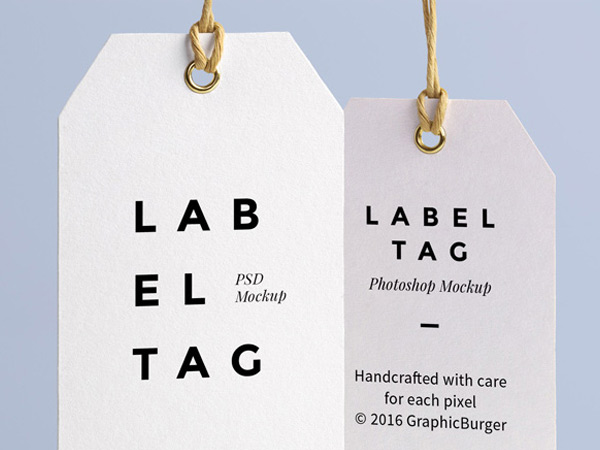 LAB
EL
PSD
Mockup
TAG
LABEL
TAG
Photoshop Mockup
Handcrafted with care
for each pixel
© 2016 GraphicBurger